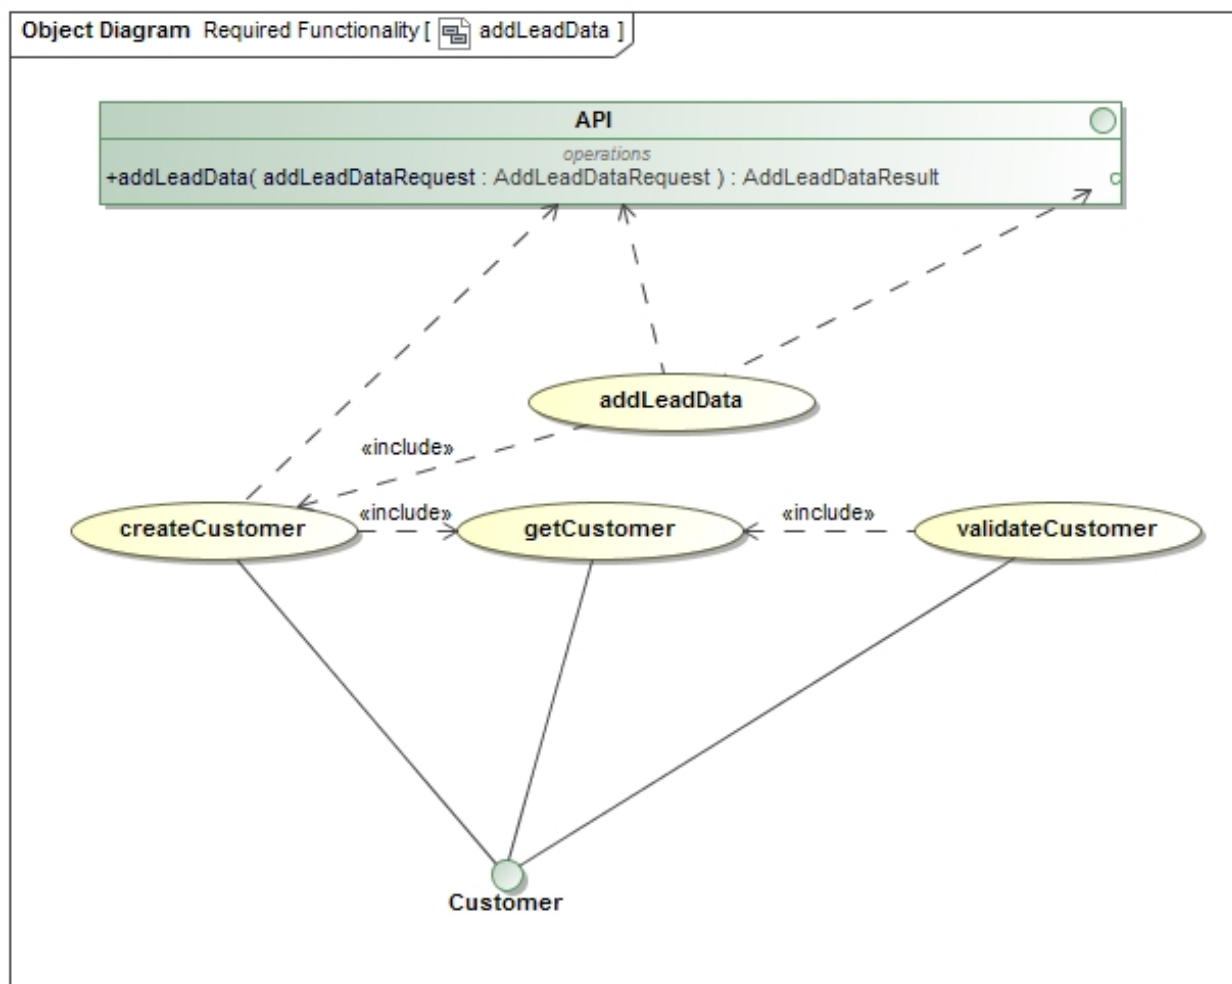 Object Diagram Required Functionality [ addLeadData ]
API
operations
+addLeadData( addLeadDataRequest : AddLeadDataRequest ) : AddLeadDataResult
addLeadData
«include»
createCustomer
«include»
getCustomer
«include»
validateCustomer
Customer